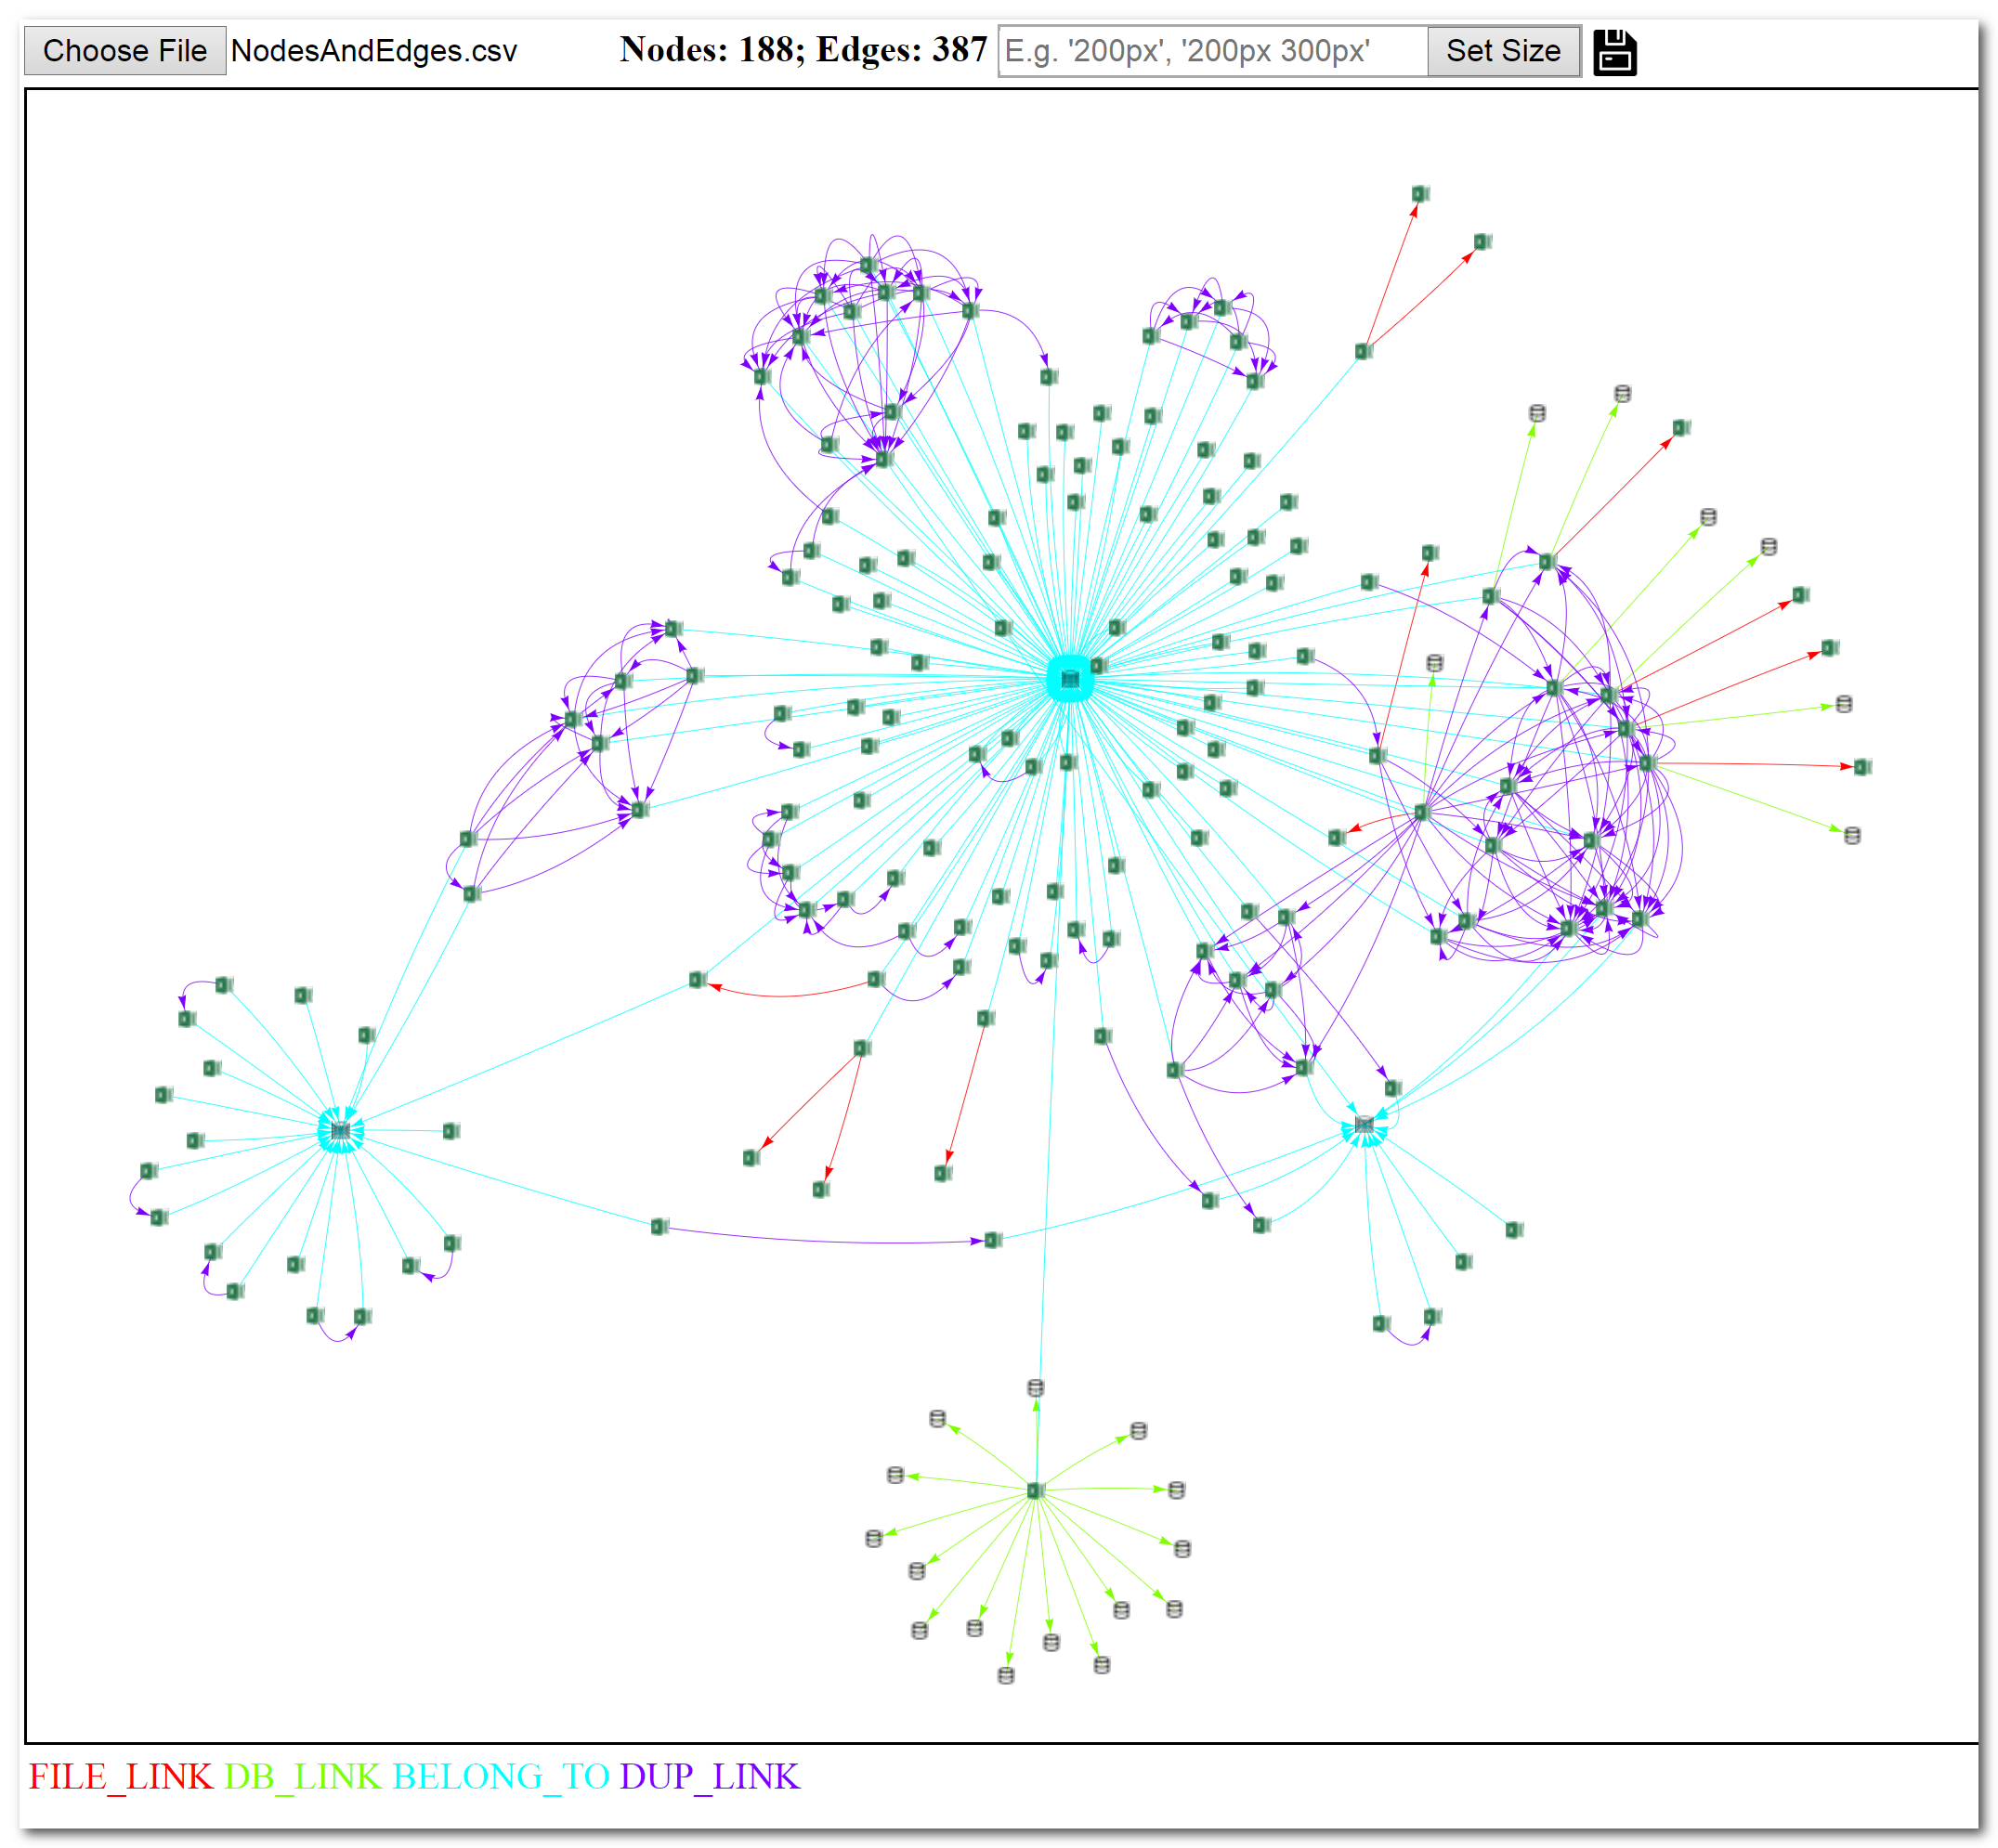 Choose File NodesAndEdges.csv Nodes: 188; Edges: 387 E.g. '200px', '200px 300px' Set Size
FILE_LINK DB_LINK BELONG_TO DUP_LINK